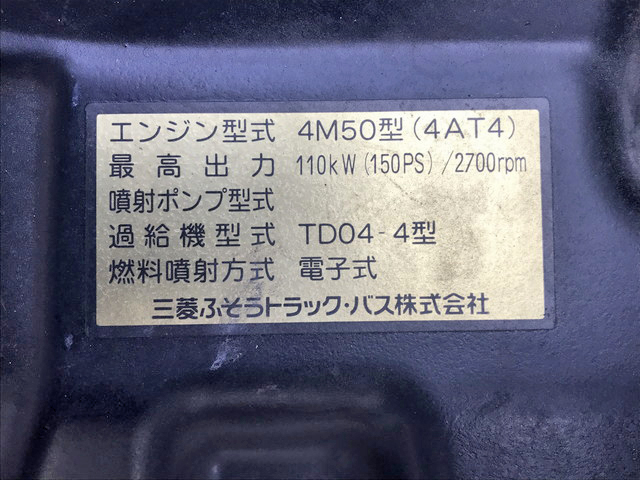 エンジン型式 4M50型(4AT4)
最高出力 110kW(150PS)/2700rpm
噴射ポンプ型式
過給機型式 TD04-4型
燃料噴射方式 電子式
三菱ふそうトラック・バス株式会社